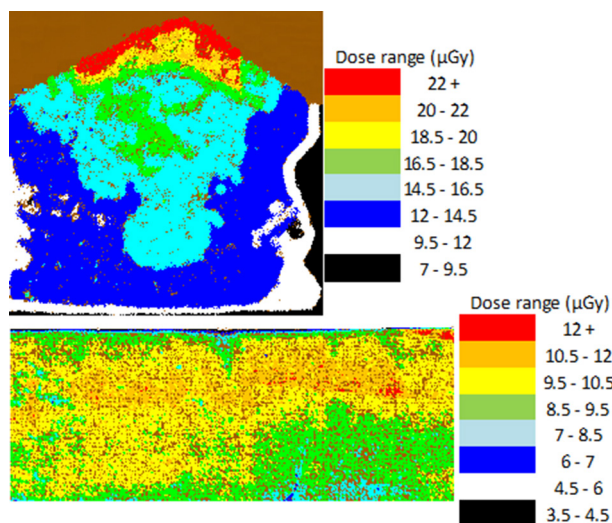 Dose range (µGy)
22 +
20 - 22
18.5 - 20
16.5 - 18.5
14.5 - 16.5
12 - 14.5
9.5 - 12
7 - 9.5
Dose range (µGy)
12 +
10.5 - 12
9.5 - 10.5
8.5 - 9.5
7 - 8.5
6 - 7
4.5 - 6
3.5 - 4.5